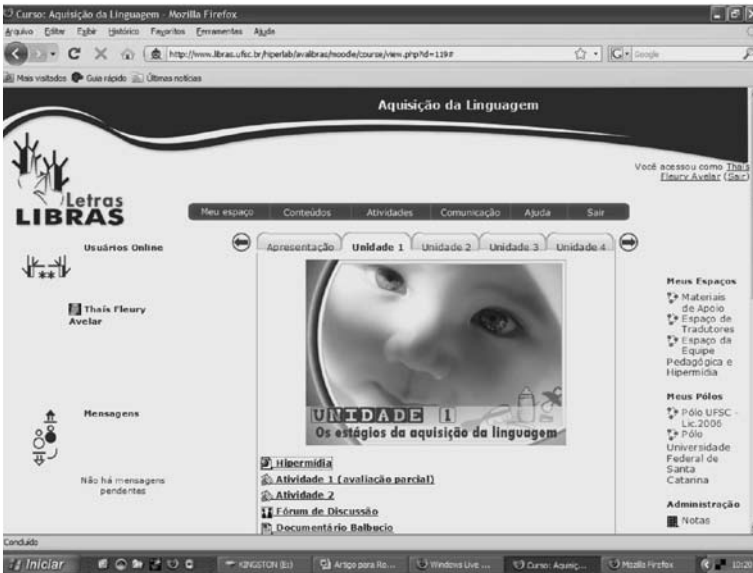 Curso: Aquisição da Linguagem - Mozilla Firefox
Arquivo Editar Exibir Histórico Favoritos Ferramentas Ajuda
http://www.libras.ufsc.br/hiperlab/avalibras/moodle/course/view.php?id=119#
Google
Mais visitados Guia rápido Últimas notícias
Aquisição da Linguagem
Você acessou como Thaís
Fleury Avelar (Sair)
Letras
LIBRAS
Meu espaço Conteúdos Atividades Comunicação Ajuda Sair
Usuários Online
Apresentação Unidade 1 Unidade 2 Unidade 3 Unidade 4
Thaís Fleury
Avelar
Mensagens
Não há mensagens
pendentes
UNIDADE 1
Os estágios da aquisição da linguagem
Hipermídia
Atividade 1 (avaliação parcial)
Atividade 2
Fórum de Discussão
Documentário Balbucio
Meus Espaços
Materiais
de Apoio
Espaço de
Tradutores
Espaço da
Equipe
Pedagógica e
Hipermídia
Meus Pólos
Pólo UFSC -
Lic.2006
Pólo
Universidade
Federal de
Santa
Catarina
Administração
Notas
Concluído
Iniciar KINGSTON (E:) Artigo para Ro... Windows Live ... Curso: Aquisiç... Mozilla Firefox